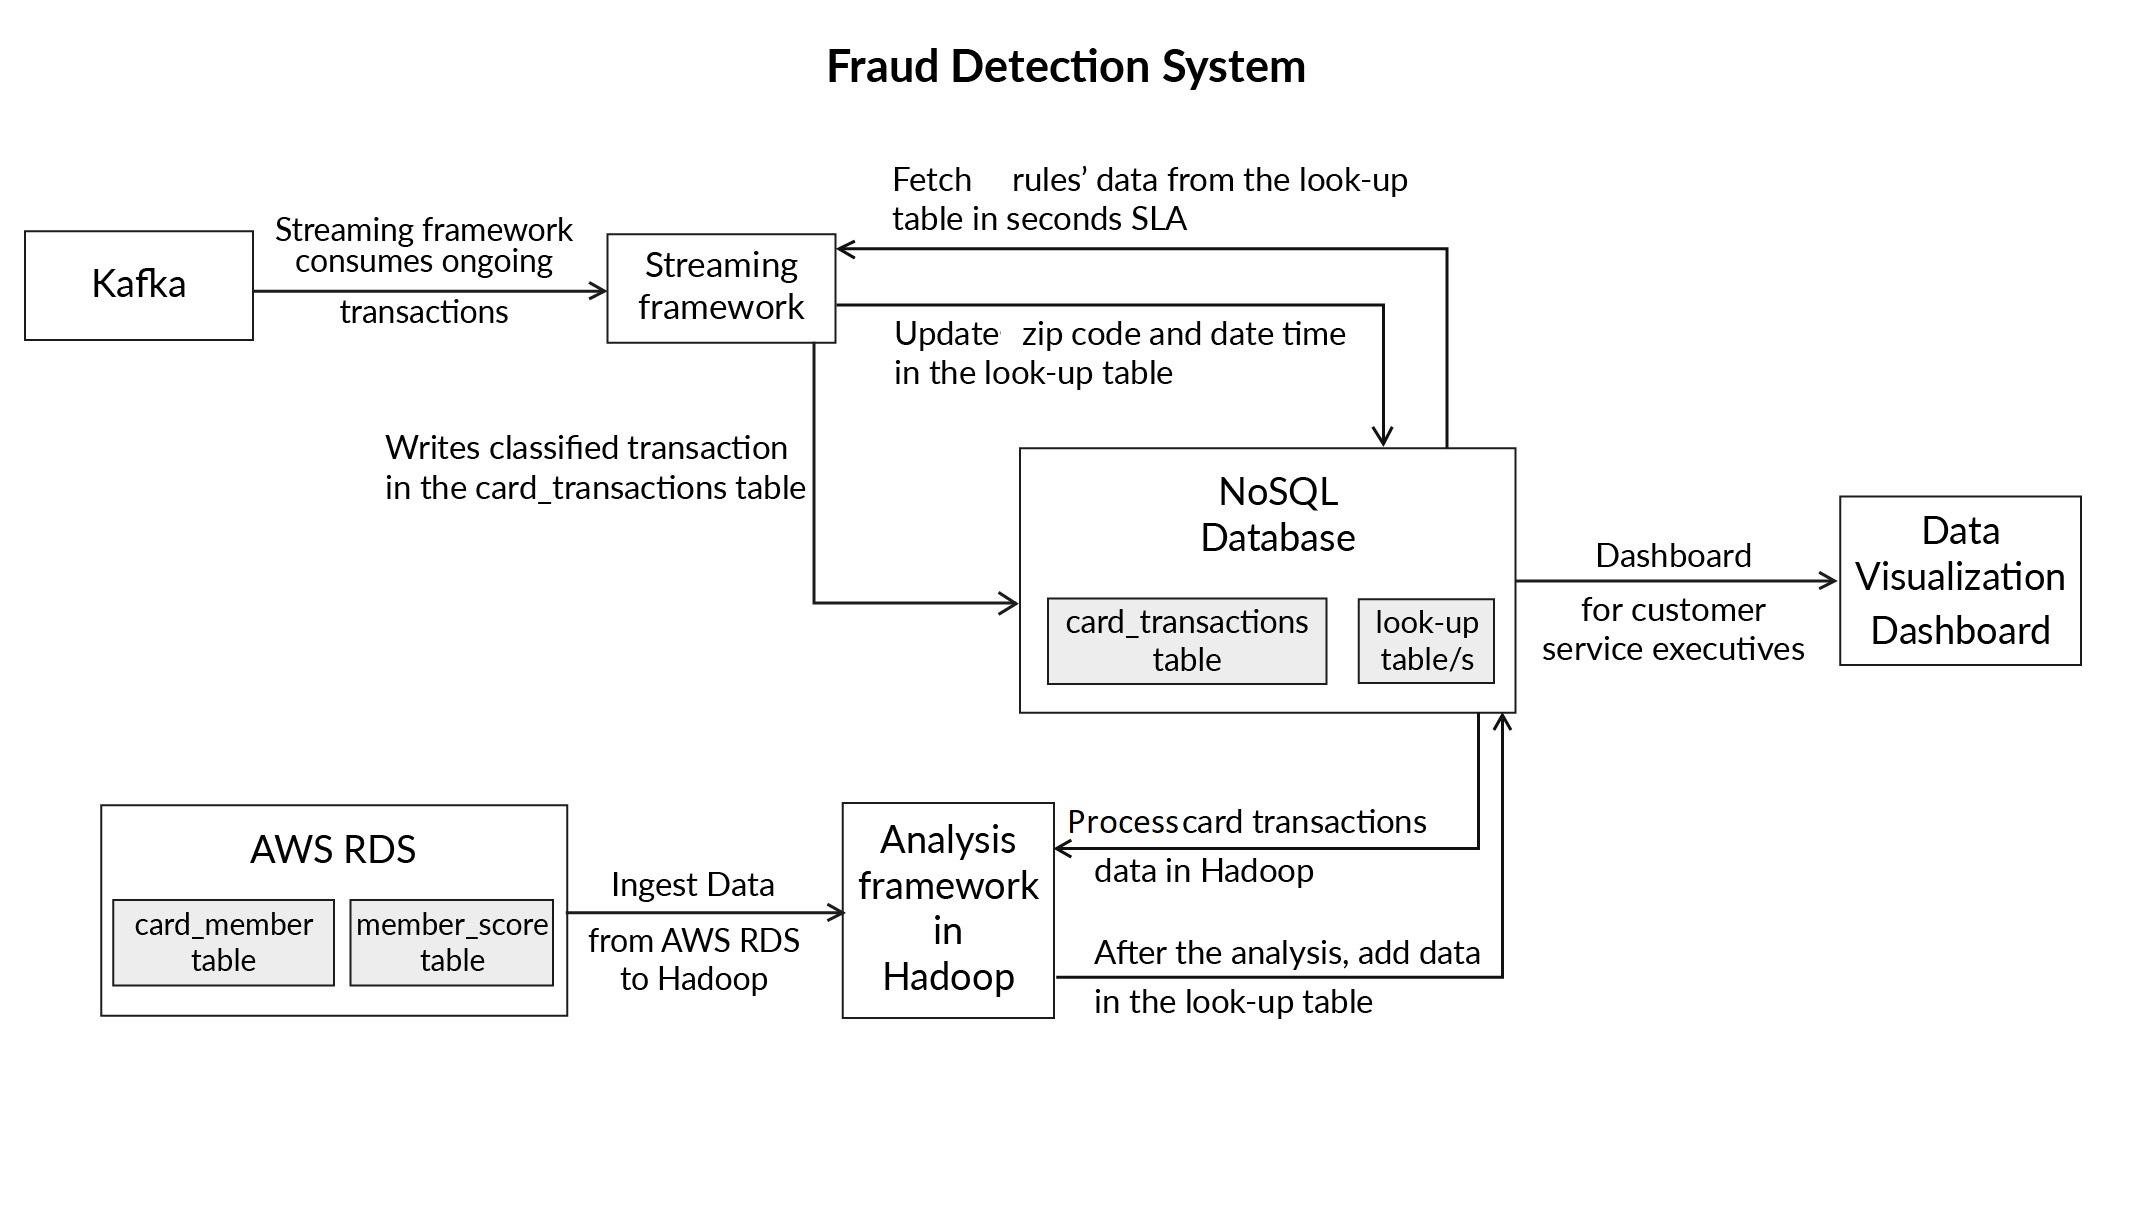 Fraud Detection System
Fetch rules’ data from the look-up
table in seconds SLA
Kafka
Streaming framework
consumes ongoing
transactions
Streaming
framework
Update zip code and date time
in the look-up table
Writes classified transaction
in the card_transactions table
NoSQL
Database
card_transactions
table
look-up
table/s
Dashboard
for customer
service executives
Data
Visualization
Dashboard
AWS RDS
card_member
table
member_score
table
Ingest Data
from AWS RDS
to Hadoop
Analysis
framework
in
Hadoop
Process card transactions
data in Hadoop
After the analysis, add data
in the look-up table